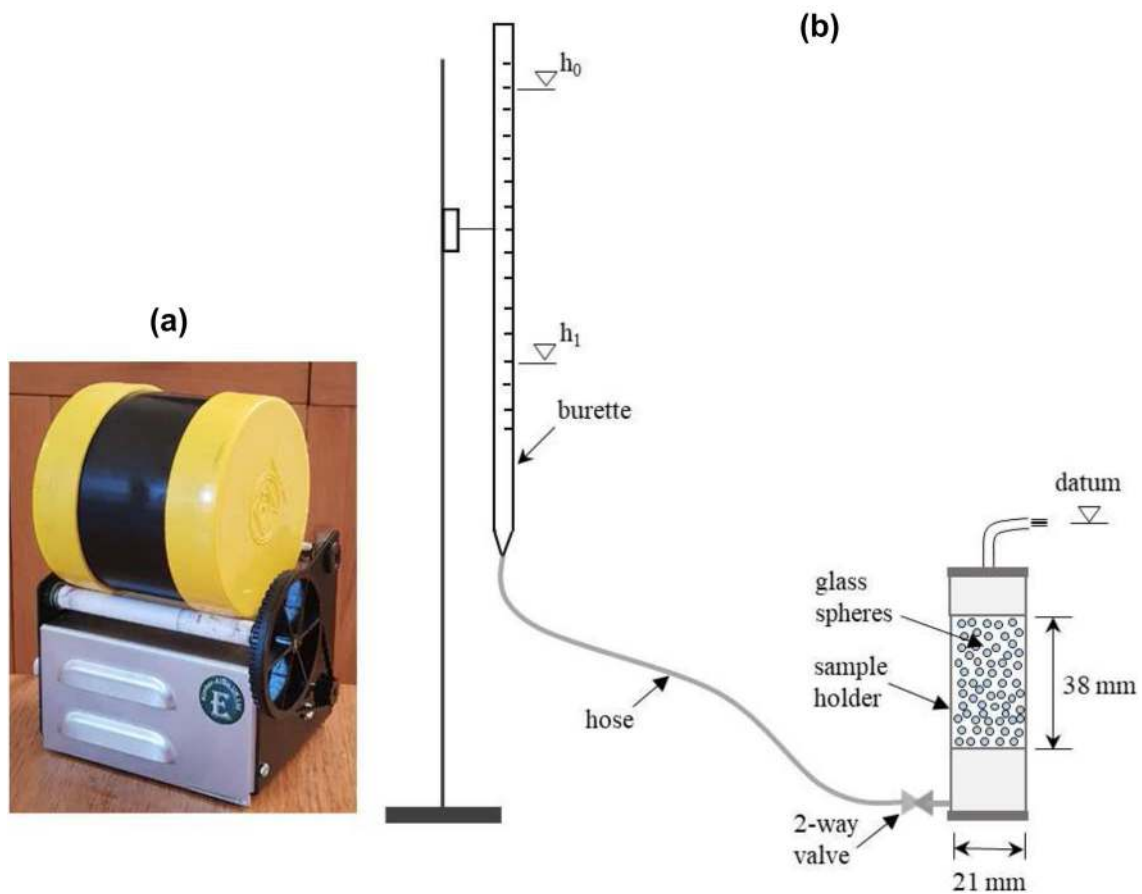 (b)
h0
h1
(a)
burette
datum
glass
spheres
sample
holder
38 mm
hose
2-way
valve
21 mm
E